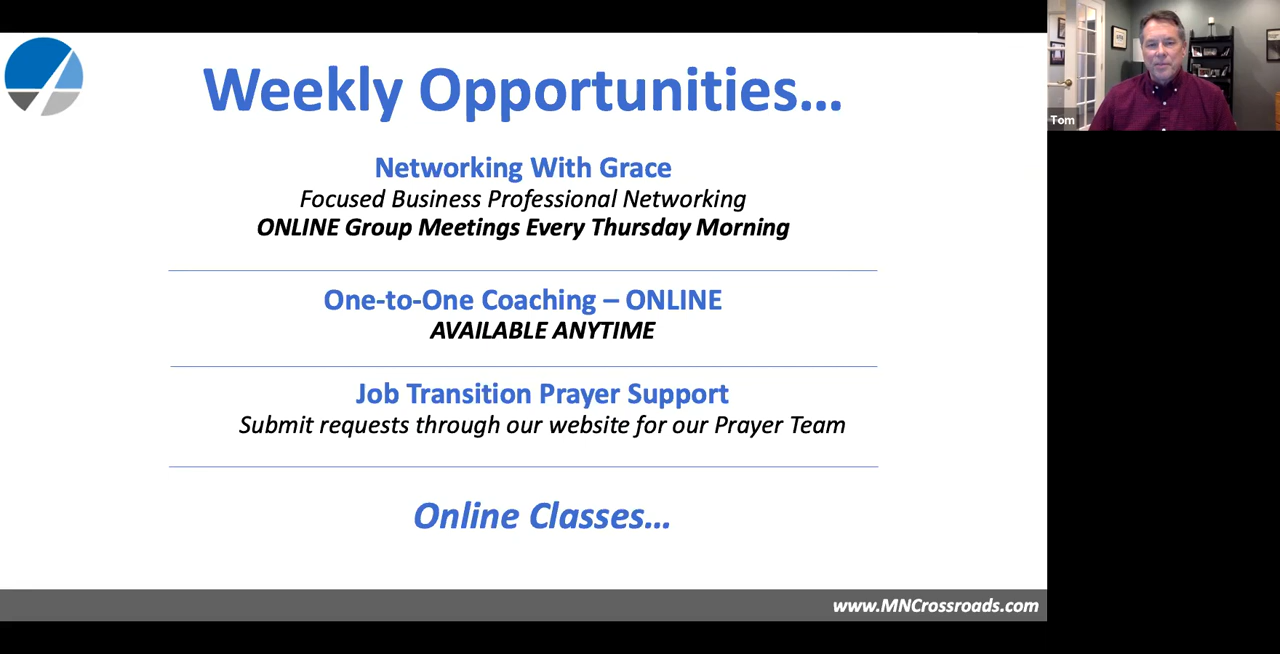 Weekly Opportunities...
Networking With Grace
Focused Business Professional Networking
ONLINE Group Meetings Every Thursday Morning
One-to-One Coaching – ONLINE
AVAILABLE ANYTIME
Job Transition Prayer Support
Submit requests through our website for our Prayer Team
Online Classes...
www.MNCrossroads.com
Tom